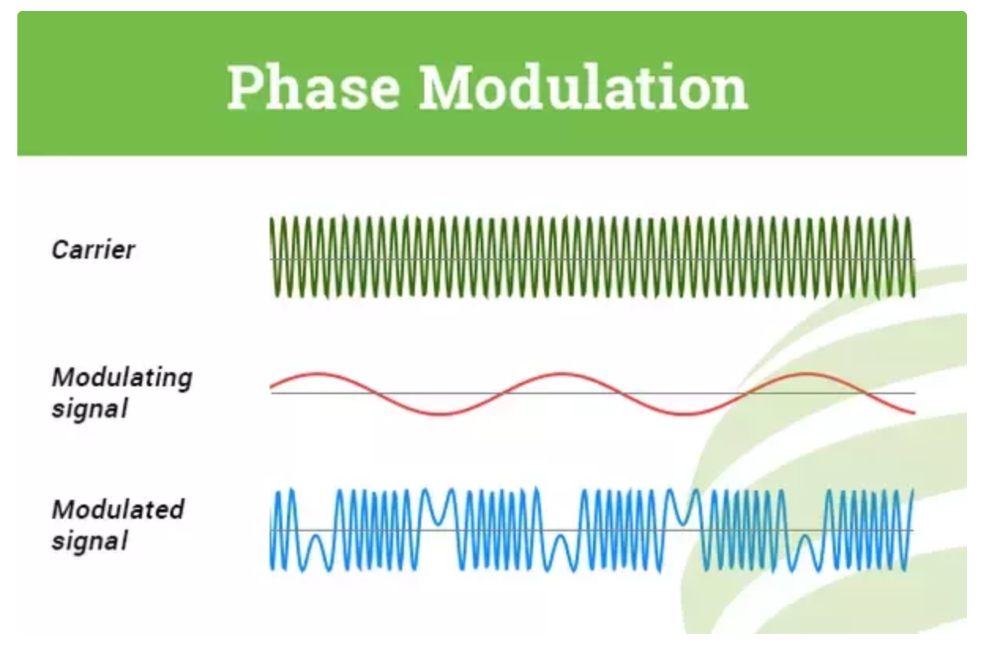 Phase Modulation
Carrier
Modulating
signal
Modulated
signal